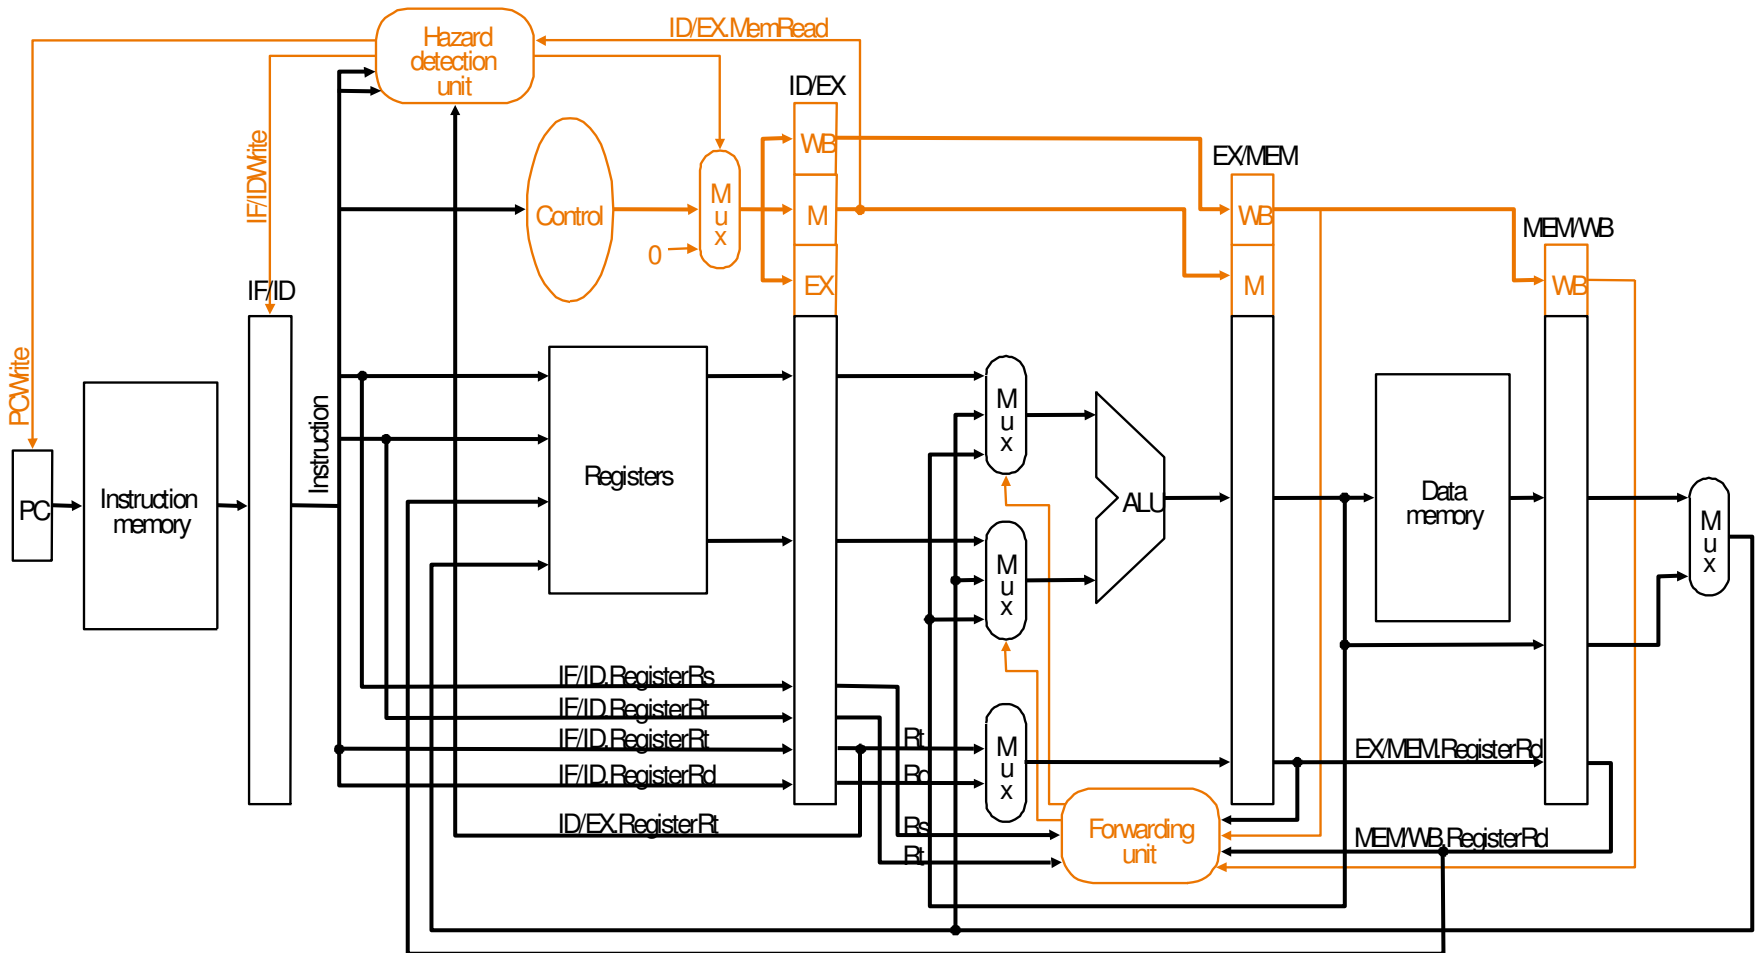 Hazard
detection
unit
ID/EX.MemRead
ID/EX
IF/IDWrite
PCWrite
Control
0
M
u
x
WB
M
EX
EX/MEM
WB
M
MEM/WB
WB
IF/ID
PC
Instruction
memory
Instruction
Registers
M
u
x
M
u
x
ALU
Data
memory
M
u
x
IF/ID.RegisterRs
IF/ID.RegisterRt
IF/ID.RegisterRt
IF/ID.RegisterRd
ID/EX.RegisterRt
Rt
Rd
M
u
x
Rs
Rt
Forwarding
unit
EX/MEM.RegisterRd
MEM/WB.RegisterRd